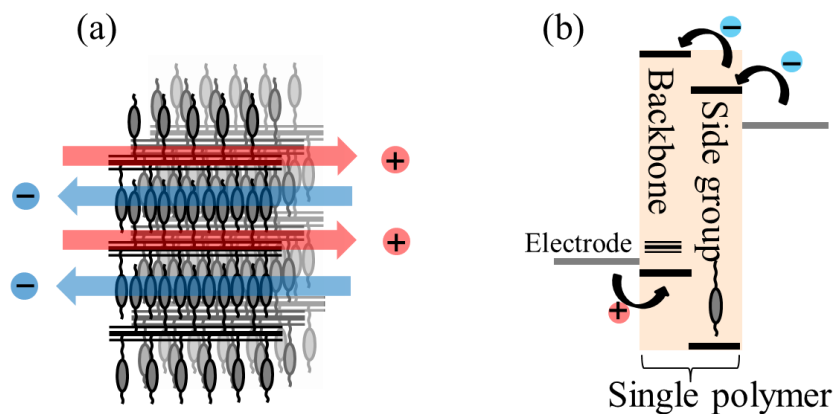 (a)
(b)
−
−
Backbone
Side group
+
−
Electrode
+
−
+
Single polymer